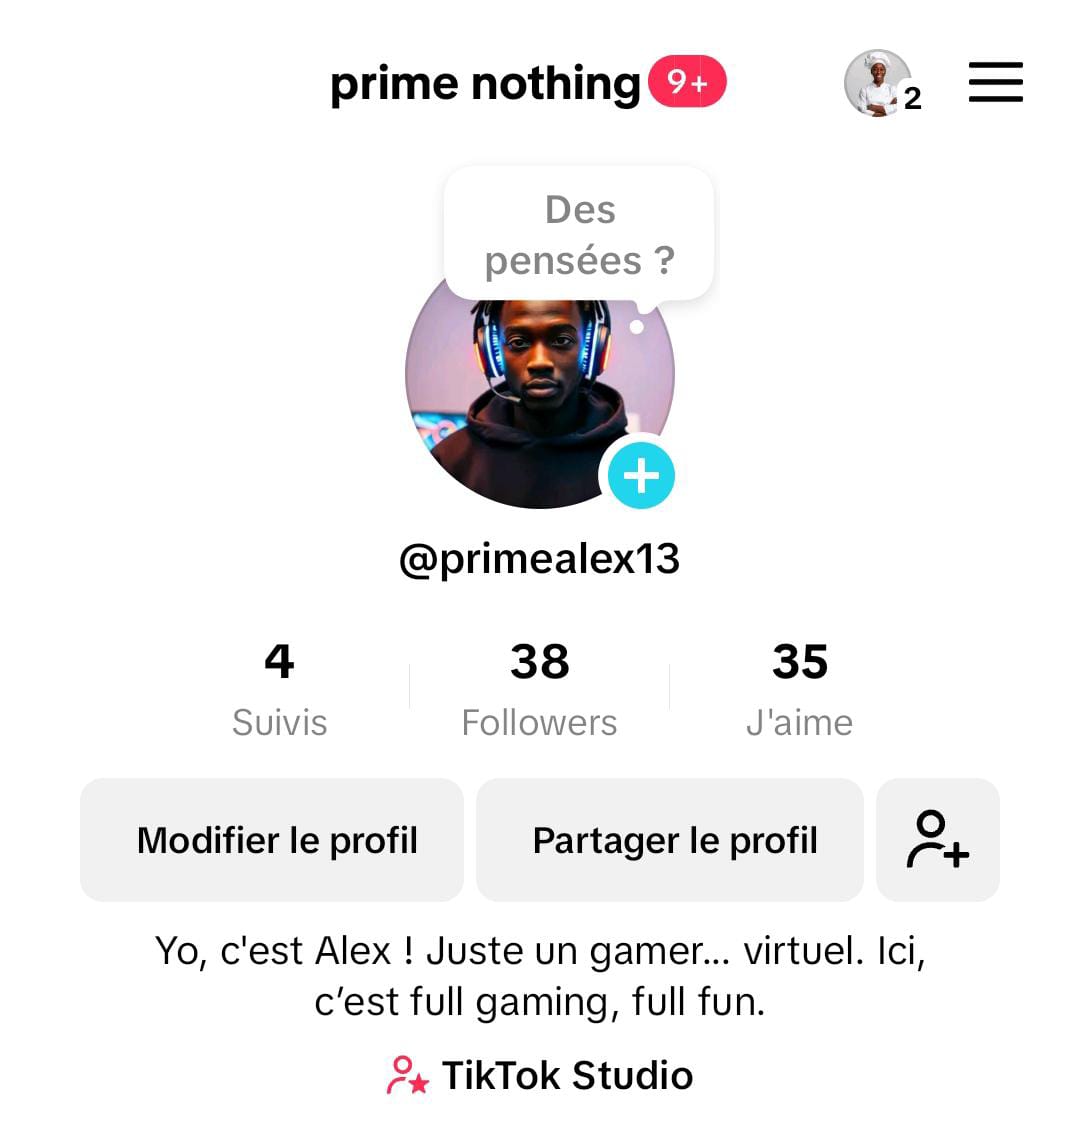 prime nothing 9+
2
Des
pensées ?
@primealex13
4 38 35
Suivis Followers J'aime
Modifier le profil Partager le profil
Yo, c'est Alex ! Juste un gamer... virtuel. Ici,
c’est full gaming, full fun.
TikTok Studio